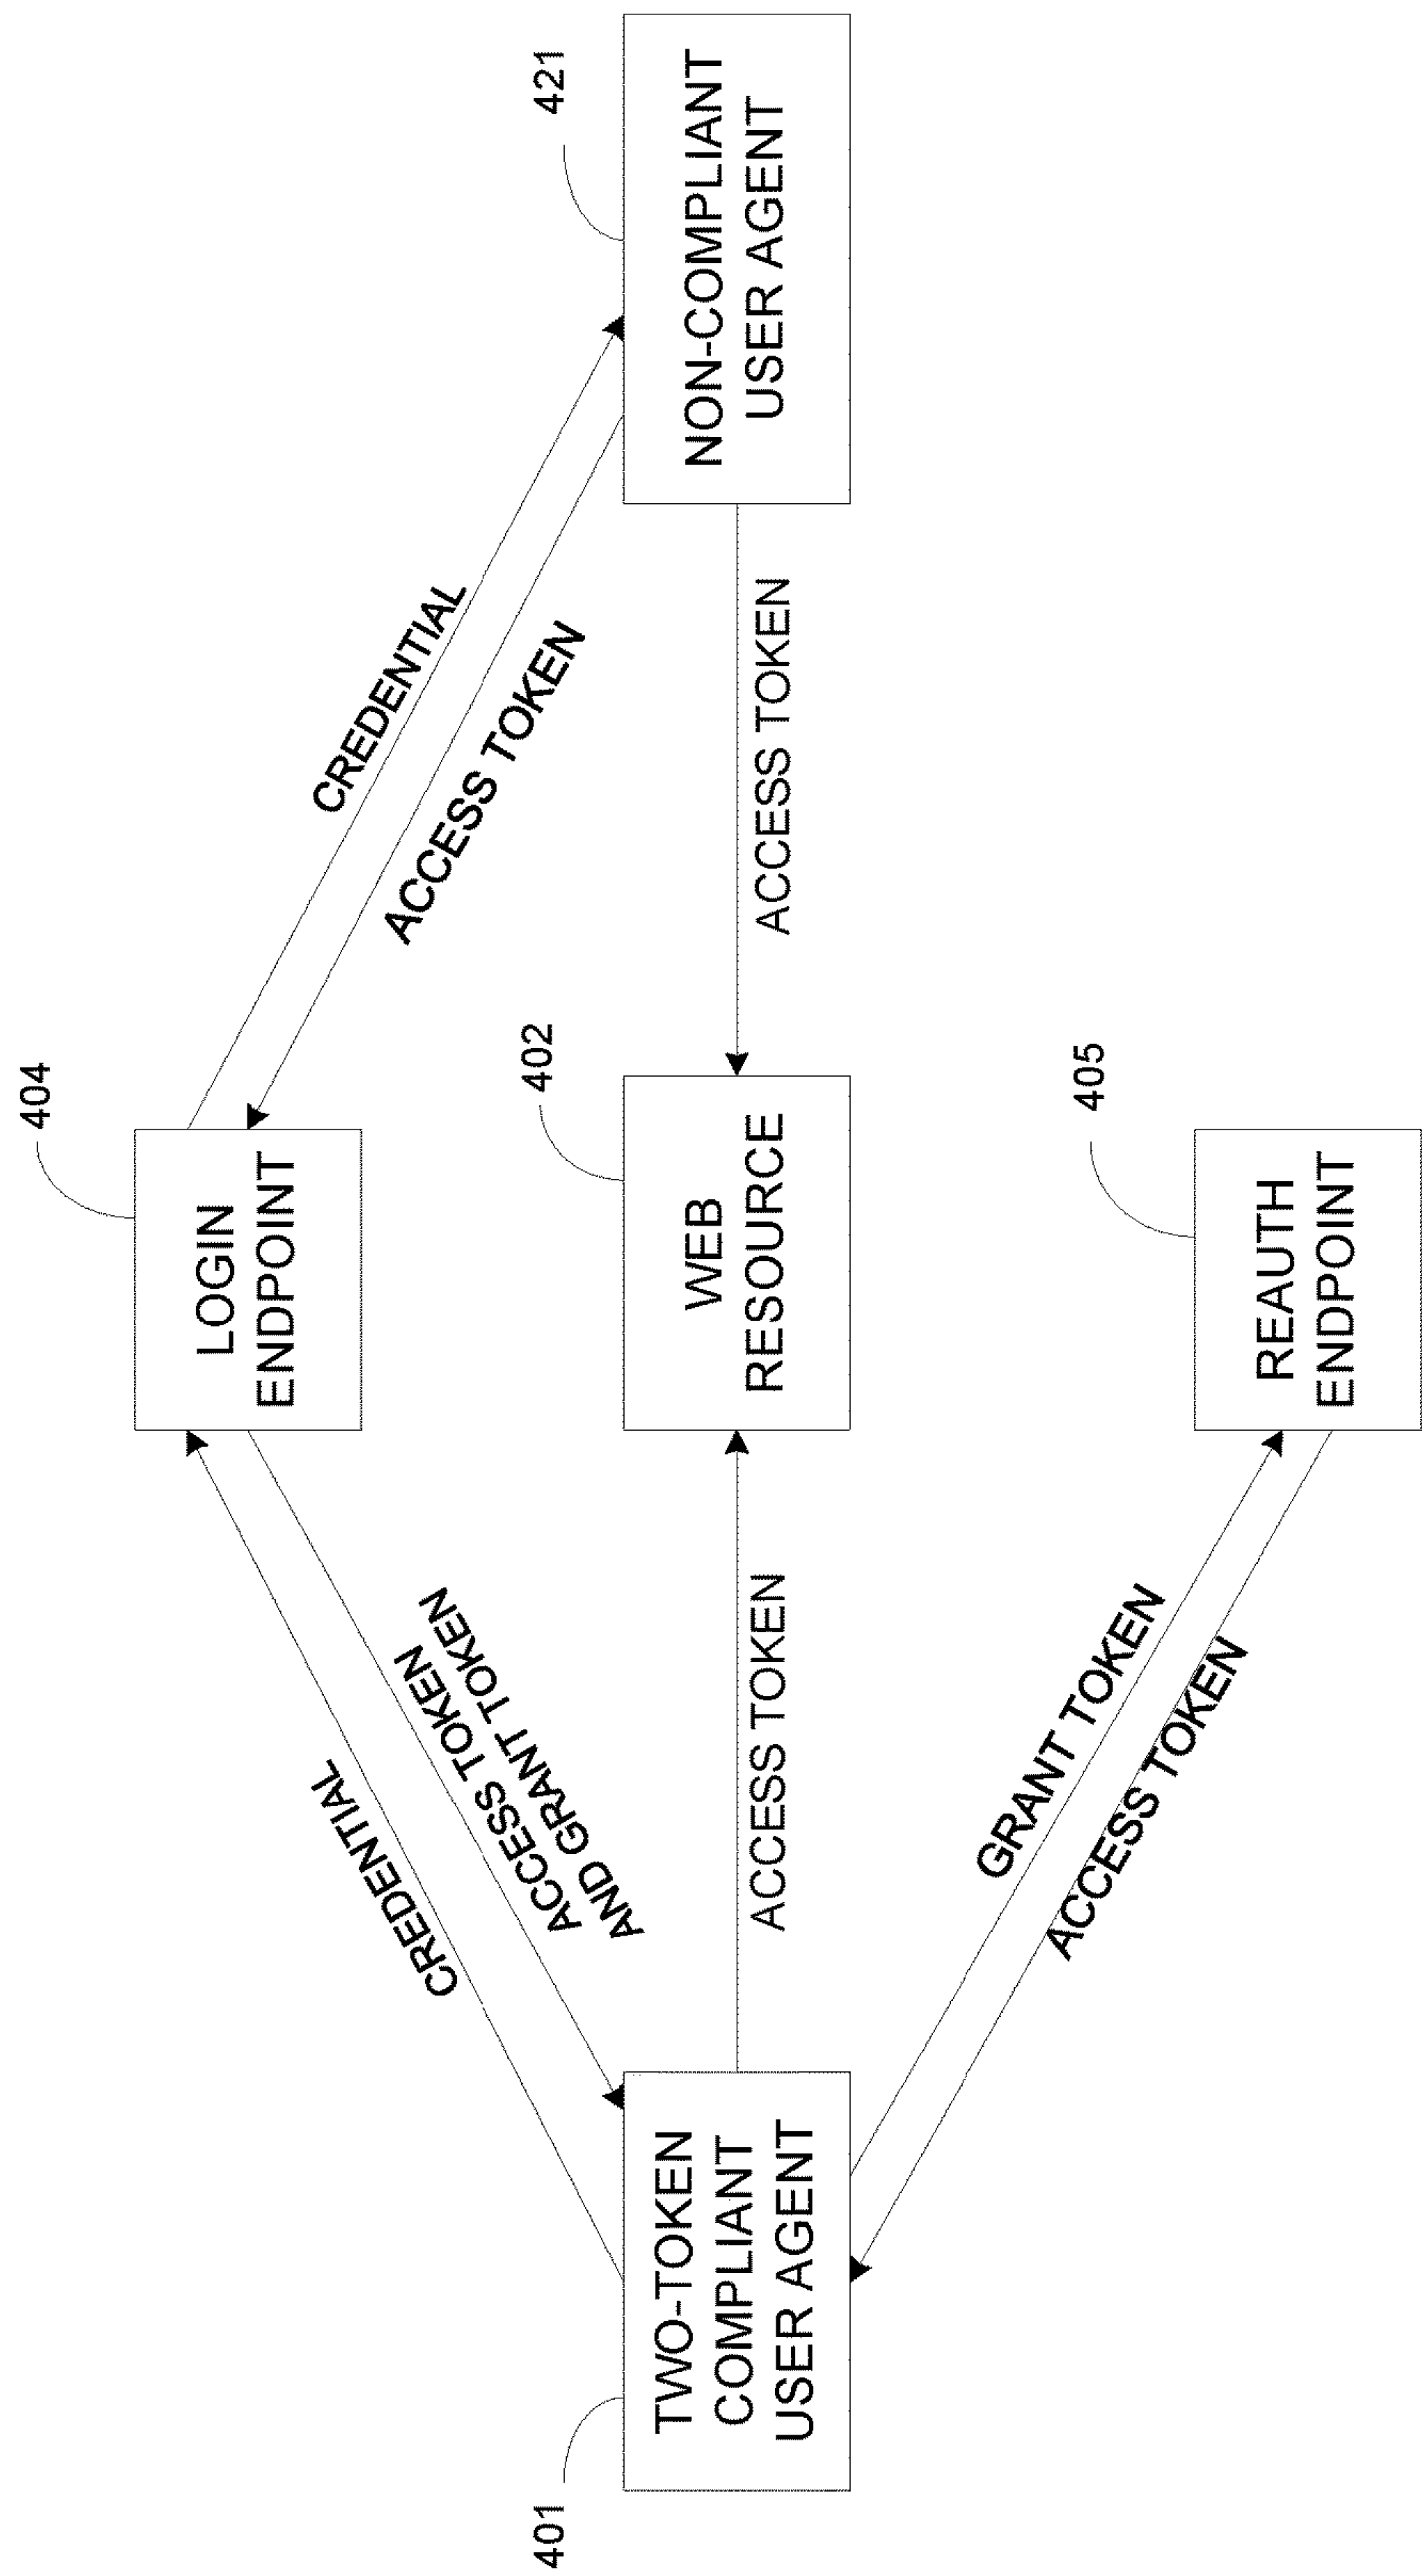 404
LOGIN
ENDPOINT
CREDENTIAL
ACCESS TOKEN
AND GRANT TOKEN
CREDENTIAL
ACCESS TOKEN
401
TWO-TOKEN
COMPLIANT
USER AGENT
ACCESS TOKEN
402
WEB
RESOURCE
ACCESS TOKEN
421
NON-COMPLIANT
USER AGENT
GRANT TOKEN
ACCESS TOKEN
405
REAUTH
ENDPOINT